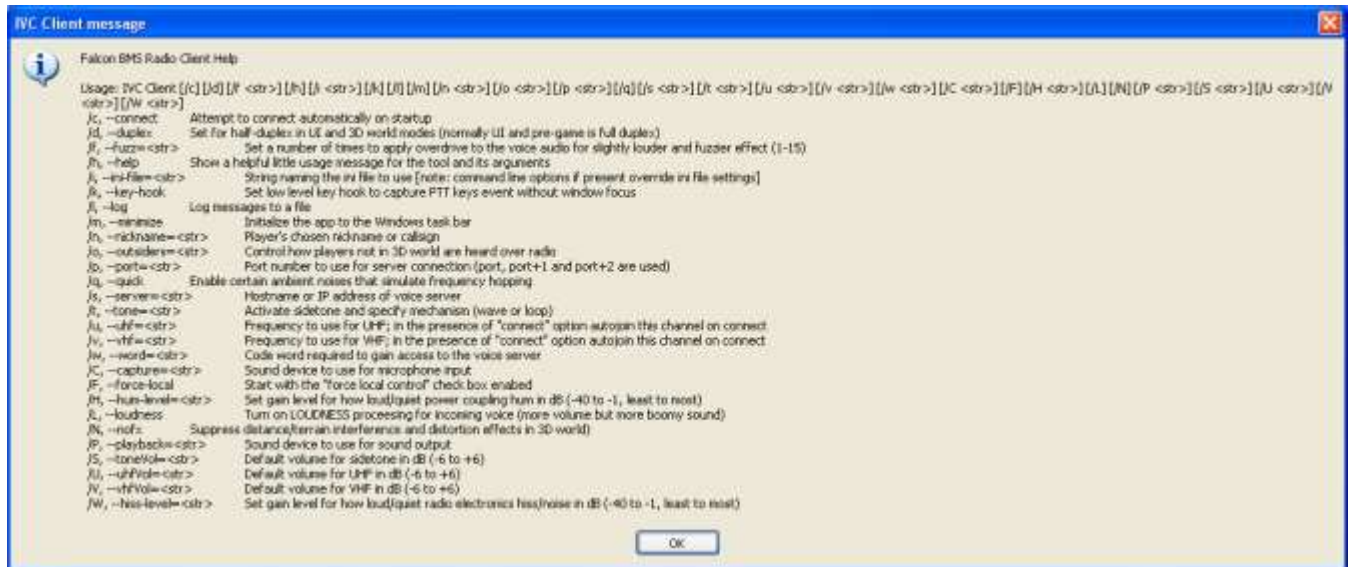 IVC Client message
Falcon BMS Radio Client Help
Usage: IVC Client [/c][/d][/f <str>][/h][/i <str>][/k][/l][/m][/n <str>][/o <str>][/p <str>][/q][/s <str>][/t <str>][/u <str>][/v <str>][/w <str>][/C <str>][/F][/H <str>][/L][/N][/P <str>][/S <str>][/U <str>][/V
<str>][/W <str>]
/c, --connect Attempt to connect automatically on startup
/d, --duplex Set for half-duplex in UI and 3D world modes (normally UI and pre-game is full duplex)
/f, --fuzz=<str> Set a number of times to apply overdrive to the voice audio for slightly louder and fuzzier effect (1-15)
/h, --help Show a helpful little usage message for the tool and its arguments
/i, --ini-file=<str> String naming the ini file to use [note: command line options if present override ini file settings]
/k, --key-hook Set low level key hook to capture PTT keys event without window focus
/l, --log Log messages to a file
/m, --minimize Initialize the app to the Windows task bar
/n, --nickname=<str> Player's chosen nickname or callsign
/o, --outsiders=<str> Control how players not in 3D world are heard over radio
/p, --port=<str> Port number to use for server connection (port, port+1 and port+2 are used)
/q, --quick Enable certain ambient noises that simulate frequency hopping
/s, --server=<str> Hostname or IP address of voice server
/t, --tone=<str> Activate sidetone and specify mechanism (wave or loop)
/u, --uhf=<str> Frequency to use for UHF; in the presence of "connect" option autojoin this channel on connect
/v, --vhf=<str> Frequency to use for VHF; in the presence of "connect" option autojoin this channel on connect
/w, --word=<str> Code word required to gain access to the voice server
/C, --capture=<str> Sound device to use for microphone input
/F, --force-local Start with the "force local control" check box enabed
/H, --hum-level=<str> Set gain level for how loud/quiet power coupling hum in dB (-40 to -1, least to most)
/L, --loudness Turn on LOUDNESS proceesing for incoming voice (more volume but more boomy sound)
/N, --nofx Suppress distance/terrain interference and distortion effects in 3D world)
/P, --playback=<str> Sound device to use for sound output
/S, --toneVol=<str> Default volume for sidetone in dB (-6 to +6)
/U, --uhfVol=<str> Default volume for UHF in dB (-6 to +6)
/V, --vhfVol=<str> Default volume for VHF in dB (-6 to +6)
/W, --hiss-level=<str> Set gain level for how loud/quiet radio electronics hiss/noise in dB (-40 to -1, least to most)
OK